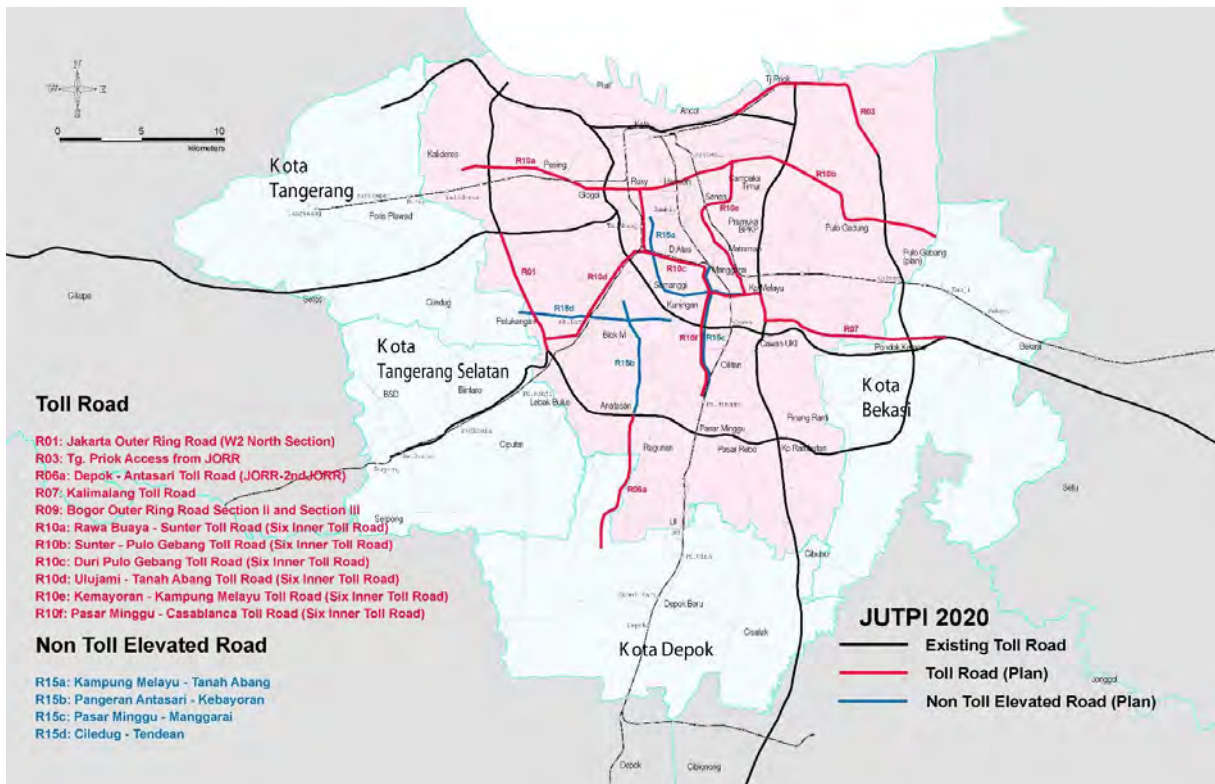 0 5 10
kilometers
Tj Priok
Pluit
Ancol
R03
Kota
Kalideres
R10a
Pesing
Kota
Tangerang
Roxy
Grogol
Senen
Cempaka
Timur
R10b
R10e
Poris Plawad
R15a
Pramuka
BPKP
Pulo Gadung
D.Atas
Matraman
Pulo Gebang
(plan)
R01
R10d
R10c
Manggarai
Semanggi
Kp Melayu
Cikupa
Ciledug
Kuningan
R15d
Petukangan
Blok M
R10f
R15c
R07
Cawan UKI
Pondok Kelapa
Bekasi
Kota
Tangerang Selatan
R15b
Cililitan
Kota
Bekasi
BSD
Bintaro
Lebak Bulus
Anatasari
Pinang Ranti
Pasar Minggu
Ciputat
Ragunan
Pasar Rebo
Kp Rambutan
R06a
Setu
Serpong
UI
Cibubur
Depok Baru
Cisalak
Kota Depok
Jonggol
Depok
Cibionong
Toll Road
R01: Jakarta Outer Ring Road (W2 North Section)
R03: Tg. Priok Access from JORR
R06a: Depok - Antasari Toll Road (JORR-2ndJORR)
R07: Kalimalang Toll Road
R09: Bogor Outer Ring Road Section II and Section III
R10a: Rawa Buaya - Sunter Toll Road (Six Inner Toll Road)
R10b: Sunter - Pulo Gebang Toll Road (Six Inner Toll Road)
R10c: Duri Pulo Gebang Toll Road (Six Inner Toll Road)
R10d: Ulujami - Tanah Abang Toll Road (Six Inner Toll Road)
R10e: Kemayoran - Kampung Melayu Toll Road (Six Inner Toll Road)
R10f: Pasar Minggu - Casablanca Toll Road (Six Inner Toll Road)
Non Toll Elevated Road
R15a: Kampung Melayu - Tanah Abang
R15b: Pangeran Antasari - Kebayoran
R15c: Pasar Minggu - Manggarai
R15d: Ciledug - Tendean
JUTPI 2020
Existing Toll Road
Toll Road (Plan)
Non Toll Elevated Road (Plan)